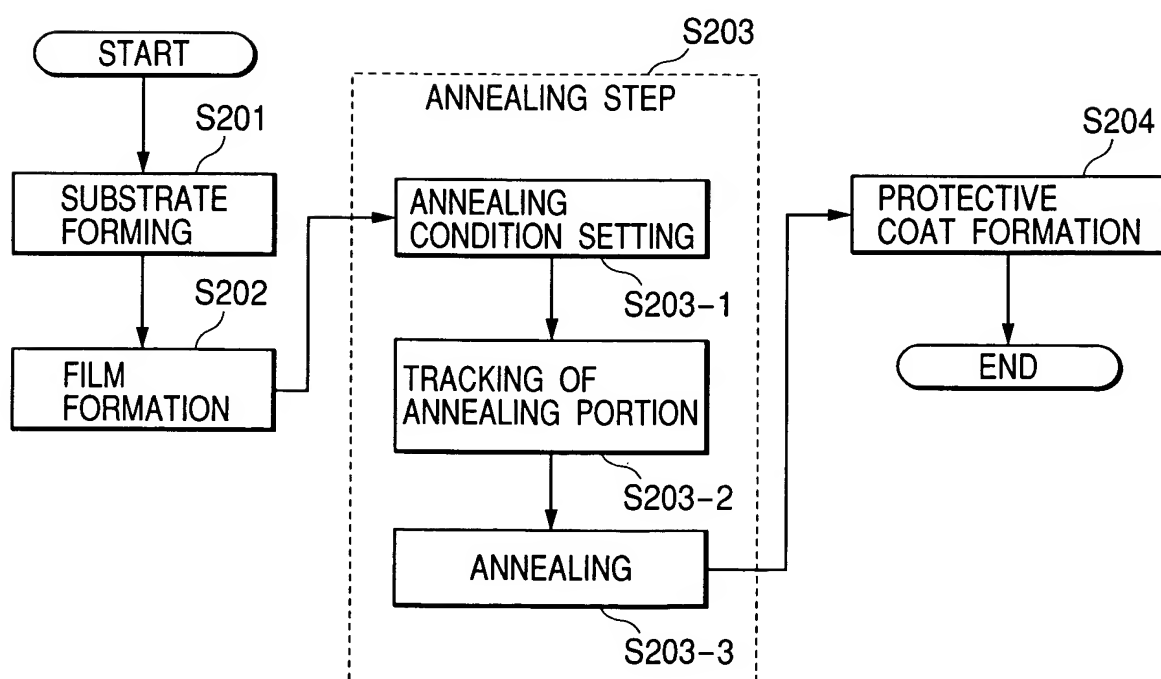 START
S201
SUBSTRATE
FORMING
S202
FILM
FORMATION
S203
ANNEALING STEP
ANNEALING
CONDITION SETTING
S203-1
TRACKING OF
ANNEALING PORTION
S203-2
ANNEALING
S203-3
S204
PROTECTIVE
COAT FORMATION
END